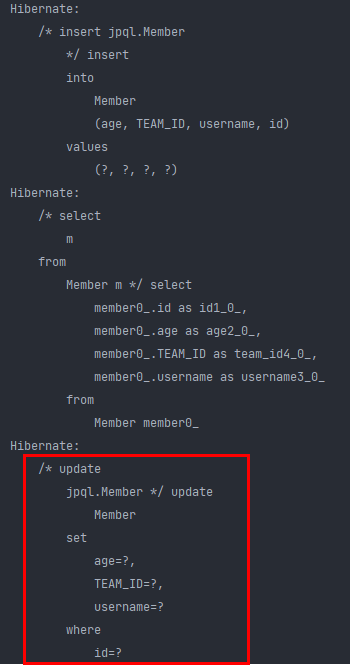 Hibernate:
/* insert jpql.Member
*/ insert
into
Member
(age, TEAM_ID, username, id)
values
(?, ?, ?, ?)
Hibernate:
/* select
m
from
Member m */ select
member0_.id as id1_0_,
member0_.age as age2_0_,
member0_.TEAM_ID as team_id4_0_,
member0_.username as username3_0_
from
Member member0_
Hibernate:
/* update
jpql.Member */ update
Member
set
age=?,
TEAM_ID=?,
username=?
where
id=?